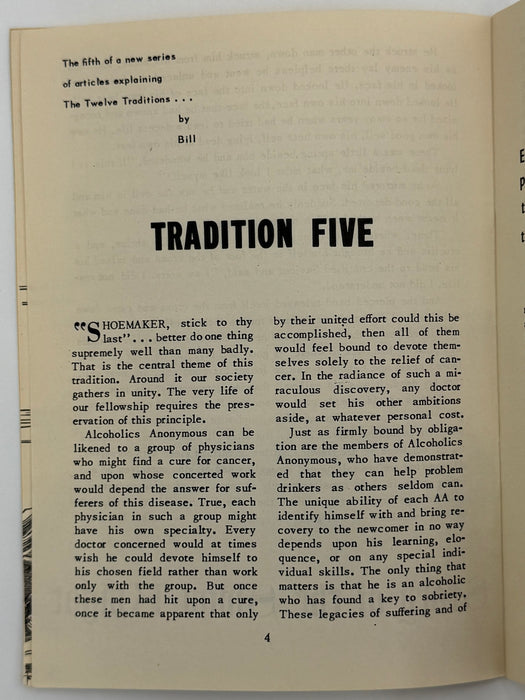 The fifth of a new series
of articles explaining
The Twelve Traditions . . .
by
Bill
TRADITION FIVE
"SHOEMAKER, stick to thy
last" . . . better do one thing
supremely well than many badly.
That is the central theme of this
tradition. Around it our society
gathers in unity. The very life of
our fellowship requires the pres-
ervation of this principle.
Alcoholics Anonymous can be
likened to a group of physicians
who might find a cure for cancer,
and upon whose concerted work
would depend the answer for suf-
ferers of this disease. True, each
physician in such a group might
have his own specialty. Every
doctor concerned would at times
wish he could devote himself to
his chosen field rather than work
only with the group. But once
these men had hit upon a cure,
once it became apparent that only
by their united effort could this be
accomplished, then all of them
would feel bound to devote them-
selves solely to the relief of can-
cer. In the radiance of such a mi-
raculous discovery, any doctor
would set his other ambitions
aside, at whatever personal cost.
Just as firmly bound by obliga-
tion are the members of Alcoholics
Anonymous, who have demonstrat-
ed that they can help problem
drinkers as others seldom can.
The unique ability of each AA to
identify himself with and bring re-
covery to the newcomer in no way
depends upon his learning, elo-
quence, or on any special indi-
vidual skills. The only thing that
matters is that he is an alcoholic
who has found a key to sobriety.
These legacies of suffering and of
4